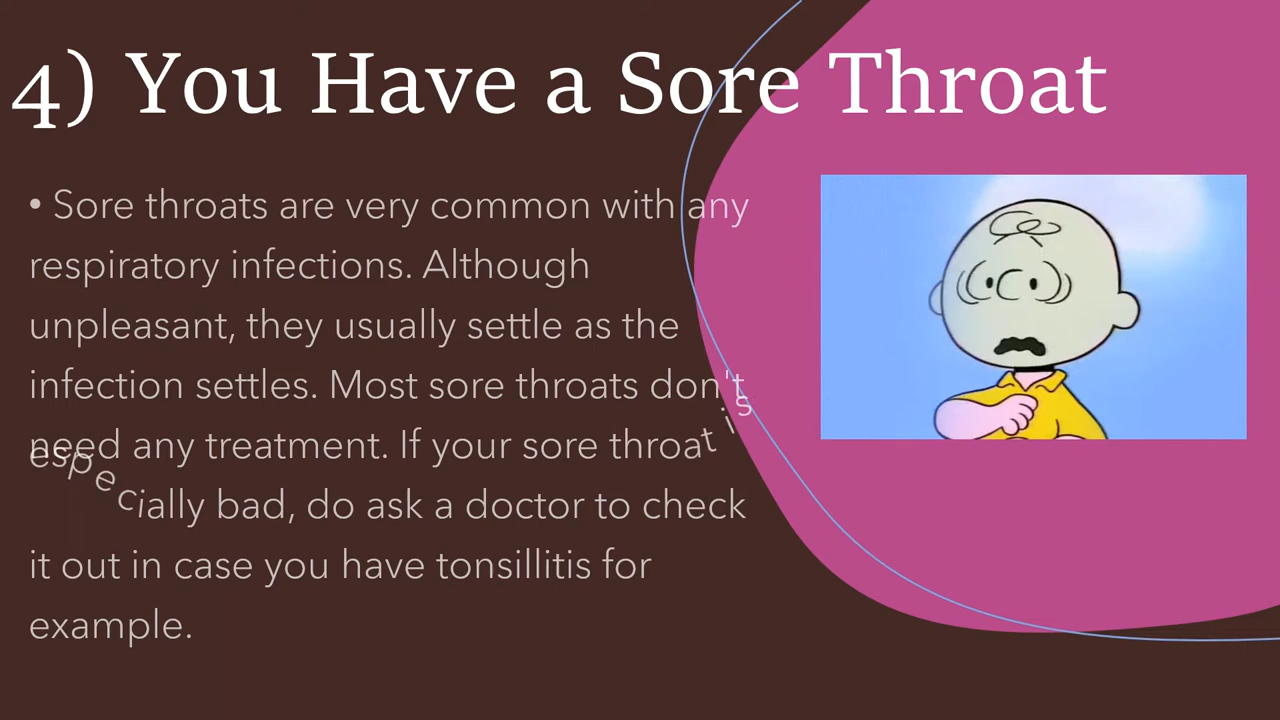 4) You Have a Sore Throat
• Sore throats are very common with any
respiratory infections. Although
unpleasant, they usually settle as the
infection settles. Most sore throats don't
need any treatment. If your sore throat is
especially bad, do ask a doctor to check
it out in case you have tonsillitis for
example.